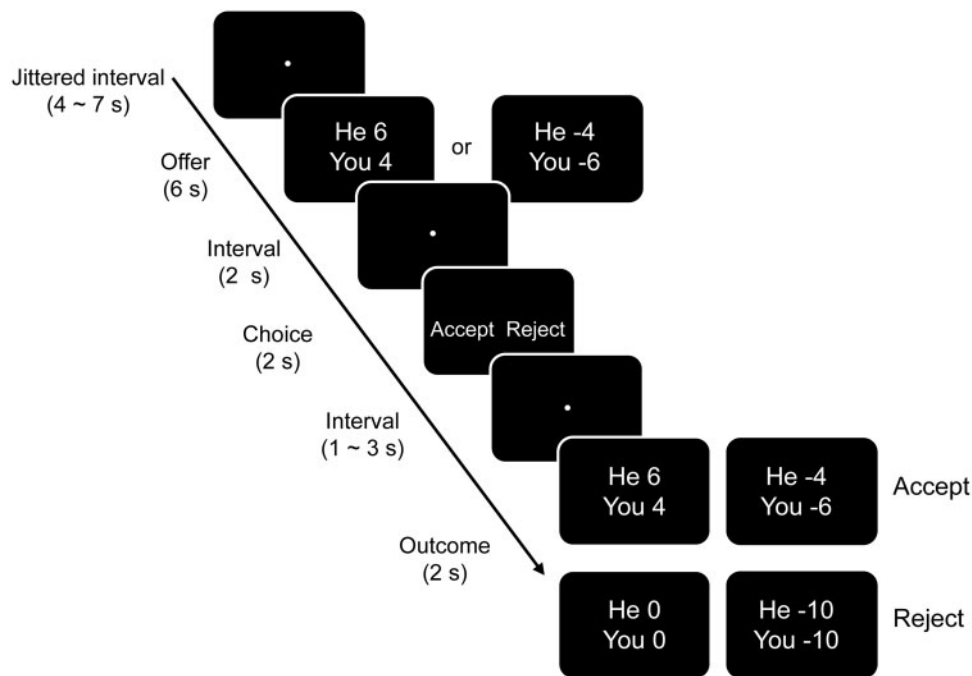 Jittered interval
(4 ~ 7 s)
He 6
You 4
or
He -4
You -6
Offer
(6 s)
Interval
(2 s)
Accept Reject
Choice
(2 s)
Interval
(1 ~ 3 s)
He 6
You 4
He -4
You -6
Accept
Outcome
(2 s)
He 0
You 0
He -10
You -10
Reject